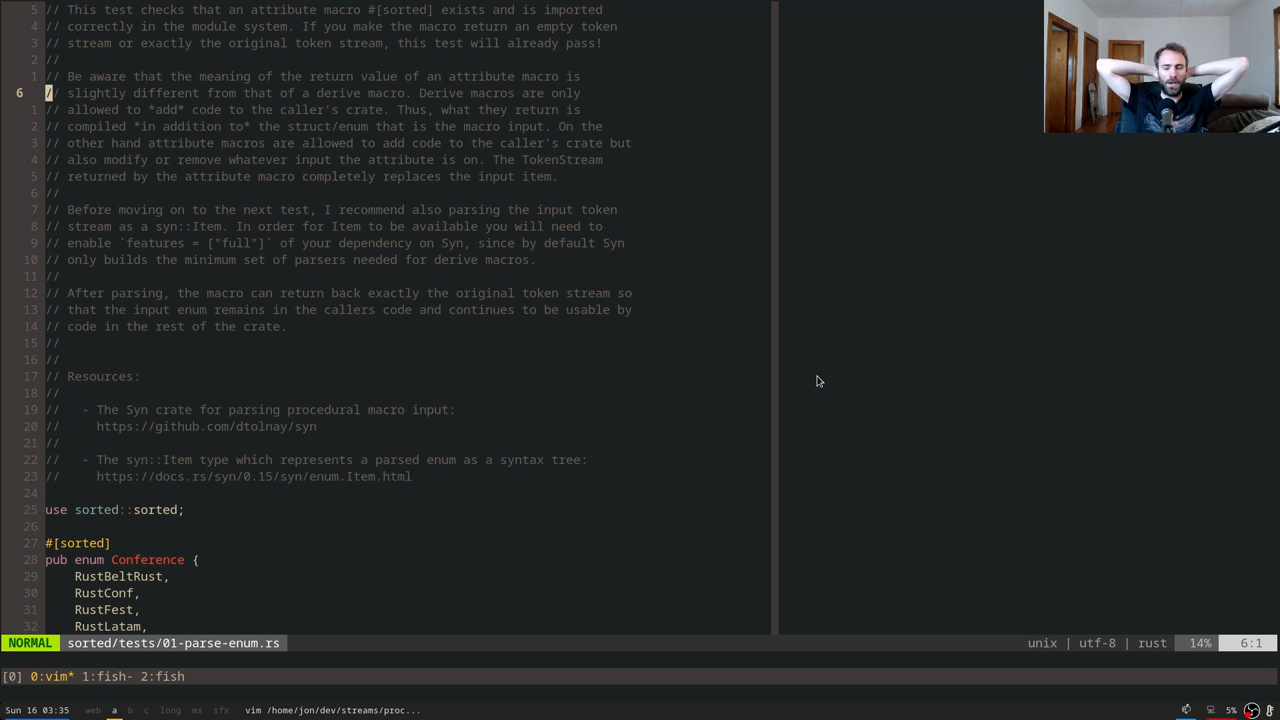 5 // This test checks that an attribute macro #[sorted] exists and is imported
4 // correctly in the module system. If you make the macro return an empty token
3 // stream or exactly the original token stream, this test will already pass!
2 //
1 // Be aware that the meaning of the return value of an attribute macro is
6 // slightly different from that of a derive macro. Derive macros are only
1 // allowed to *add* code to the caller's crate. Thus, what they return is
2 // compiled *in addition to* the struct/enum that is the macro input. On the
3 // other hand attribute macros are allowed to add code to the caller's crate but
4 // also modify or remove whatever input the attribute is on. The TokenStream
5 // returned by the attribute macro completely replaces the input item.
6 //
7 // Before moving on to the next test, I recommend also parsing the input token
8 // stream as a syn::Item. In order for Item to be available you will need to
9 // enable `features = ["full"]` of your dependency on Syn, since by default Syn
10 // only builds the minimum set of parsers needed for derive macros.
11 //
12 // After parsing, the macro can return back exactly the original token stream so
13 // that the input enum remains in the callers code and continues to be usable by
14 // code in the rest of the crate.
15 //
16 //
17 // Resources:
18 //
19 //   - The Syn crate for parsing procedural macro input:
20 //     https://github.com/dtolnay/syn
21 //
22 //   - The syn::Item type which represents a parsed enum as a syntax tree:
23 //     https://docs.rs/syn/0.15/syn/enum.Item.html
24
25 use sorted::sorted;
26
27 #[sorted]
28 pub enum Conference {
29     RustBeltRust,
30     RustConf,
31     RustFest,
32     RustLatam,
NORMAL sorted/tests/01-parse-enum.rs unix | utf-8 | rust 14% 6:1
[0] 0:vim* 1:fish- 2:fish
Sun 16 03:35 web a b c long mx sfx vim /home/jon/dev/streams/proc... 5%